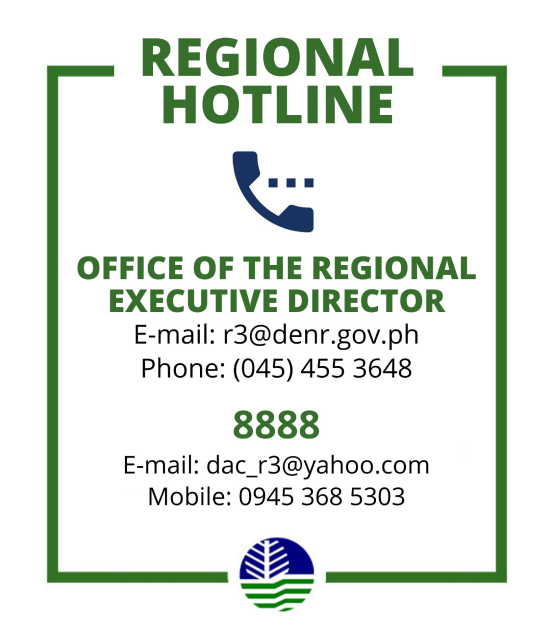 REGIONAL
HOTLINE
OFFICE OF THE REGIONAL
EXECUTIVE DIRECTOR
E-mail: r3@denr.gov.ph
Phone: (045) 455 3648
8888
E-mail: dac_r3@yahoo.com
Mobile: 0945 368 5303